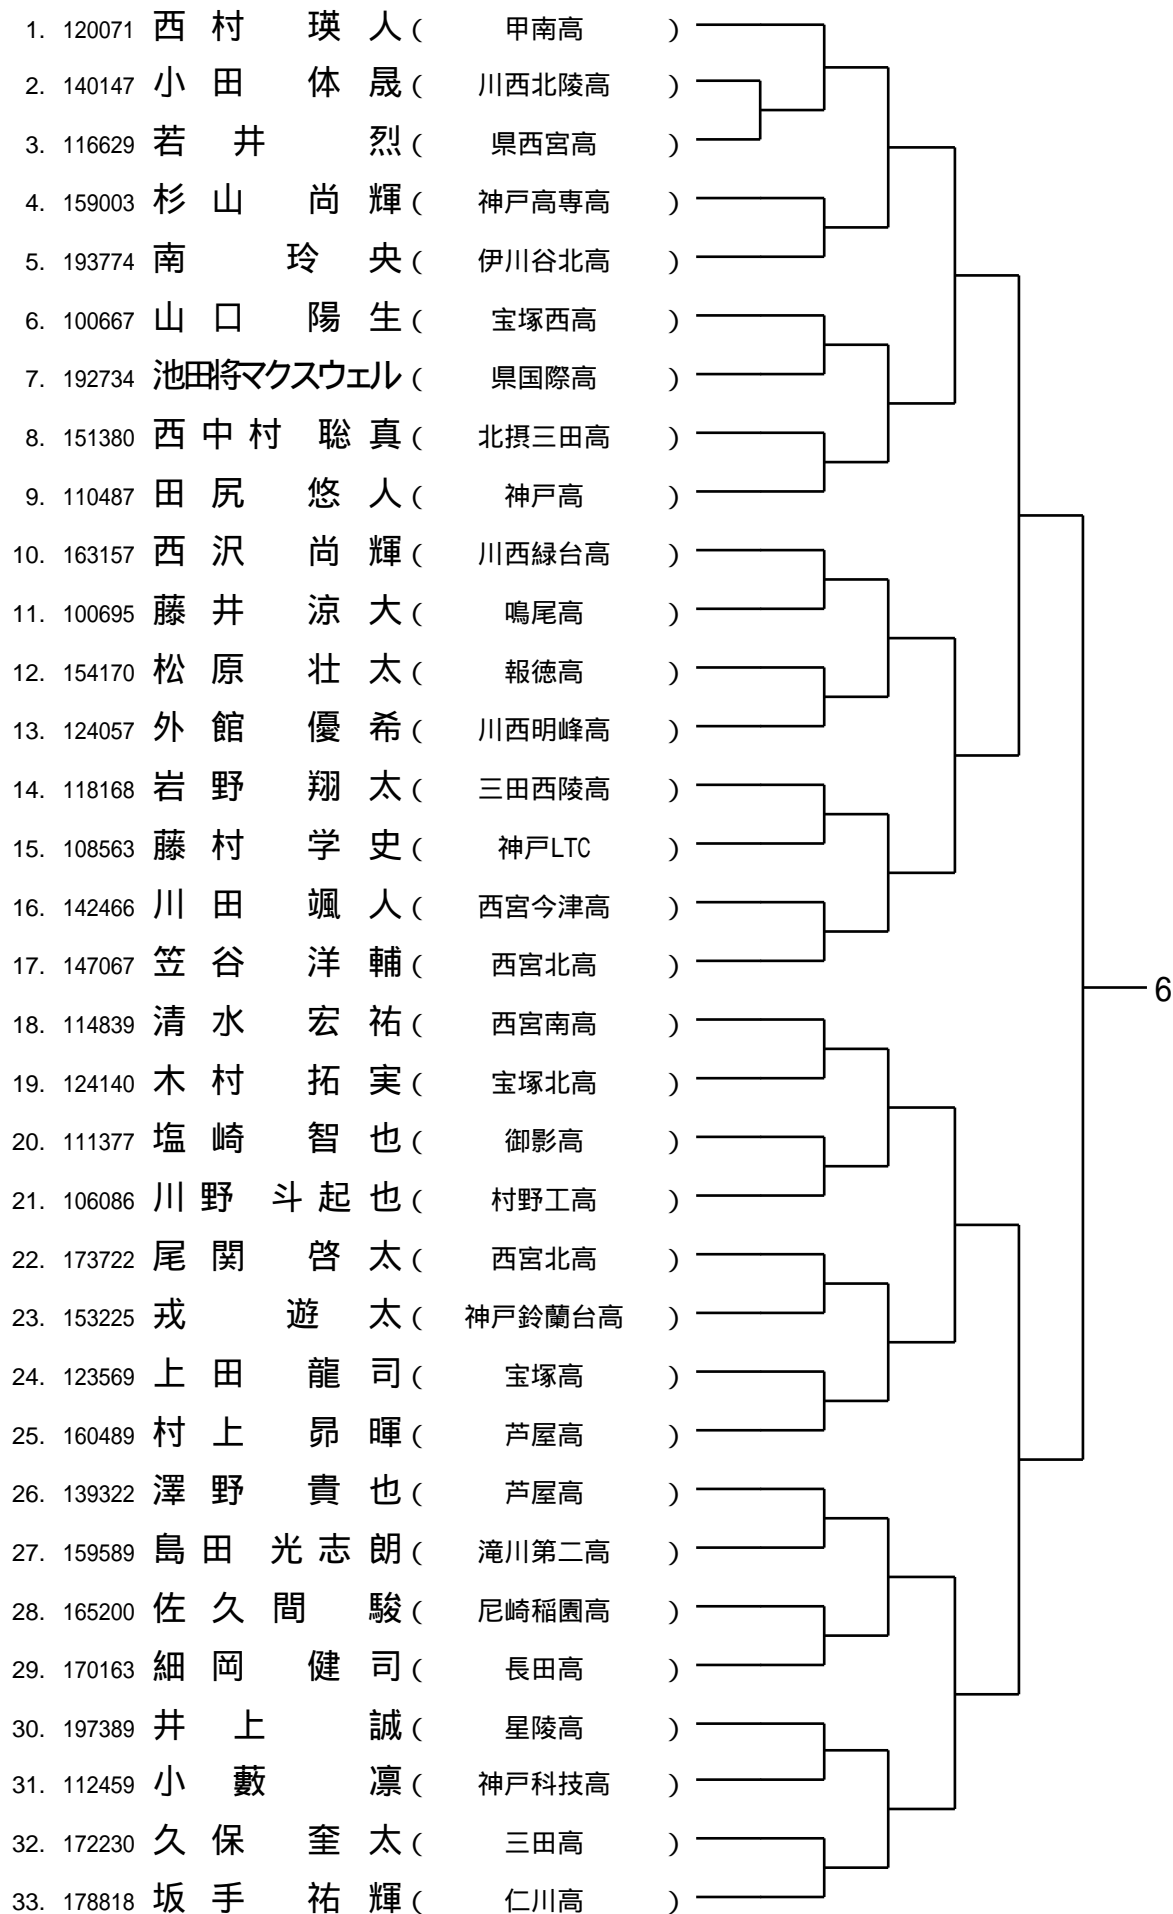 1. 120071 西村 瑛人 ( 甲南高 )
2. 140147 小田 体晟 ( 川西北陵高 )
3. 116629 若井 烈 ( 県西宮高 )
4. 159003 杉山 尚輝 ( 神戸高専高 )
5. 193774 南 玲央 ( 伊川谷北高 )
6. 100667 山口 陽生 ( 宝塚西高 )
7. 192734 池田将マクスウェル ( 県国際高 )
8. 151380 西中村 聡真 ( 北摂三田高 )
9. 110487 田尻 悠人 ( 神戸高 )
10. 163157 西沢 尚輝 ( 川西緑台高 )
11. 100695 藤井 涼大 ( 鳴尾高 )
12. 154170 松原 壮太 ( 報徳高 )
13. 124057 外館 優希 ( 川西明峰高 )
14. 118168 岩野 翔太 ( 三田西陵高 )
15. 108563 藤村 学史 ( 神戸LTC )
16. 142466 川田 颯人 ( 西宮今津高 )
17. 147067 笠谷 洋輔 ( 西宮北高 )
6
18. 114839 清水 宏祐 ( 西宮南高 )
19. 124140 木村 拓実 ( 宝塚北高 )
20. 111377 塩崎 智也 ( 御影高 )
21. 106086 川野 斗起也 ( 村野工高 )
22. 173722 尾関 啓太 ( 西宮北高 )
23. 153225 戎 遊太 ( 神戸鈴蘭台高 )
24. 123569 上田 龍司 ( 宝塚高 )
25. 160489 村上 昴暉 ( 芦屋高 )
26. 139322 澤野 貴也 ( 芦屋高 )
27. 159589 島田 光志朗 ( 滝川第二高 )
28. 165200 佐久間 駿 ( 尼崎稲園高 )
29. 170163 細岡 健司 ( 長田高 )
30. 197389 井上 誠 ( 星陵高 )
31. 112459 小藪 凛 ( 神戸科技高 )
32. 172230 久保 奎太 ( 三田高 )
33. 178818 坂手 祐輝 ( 仁川高 )